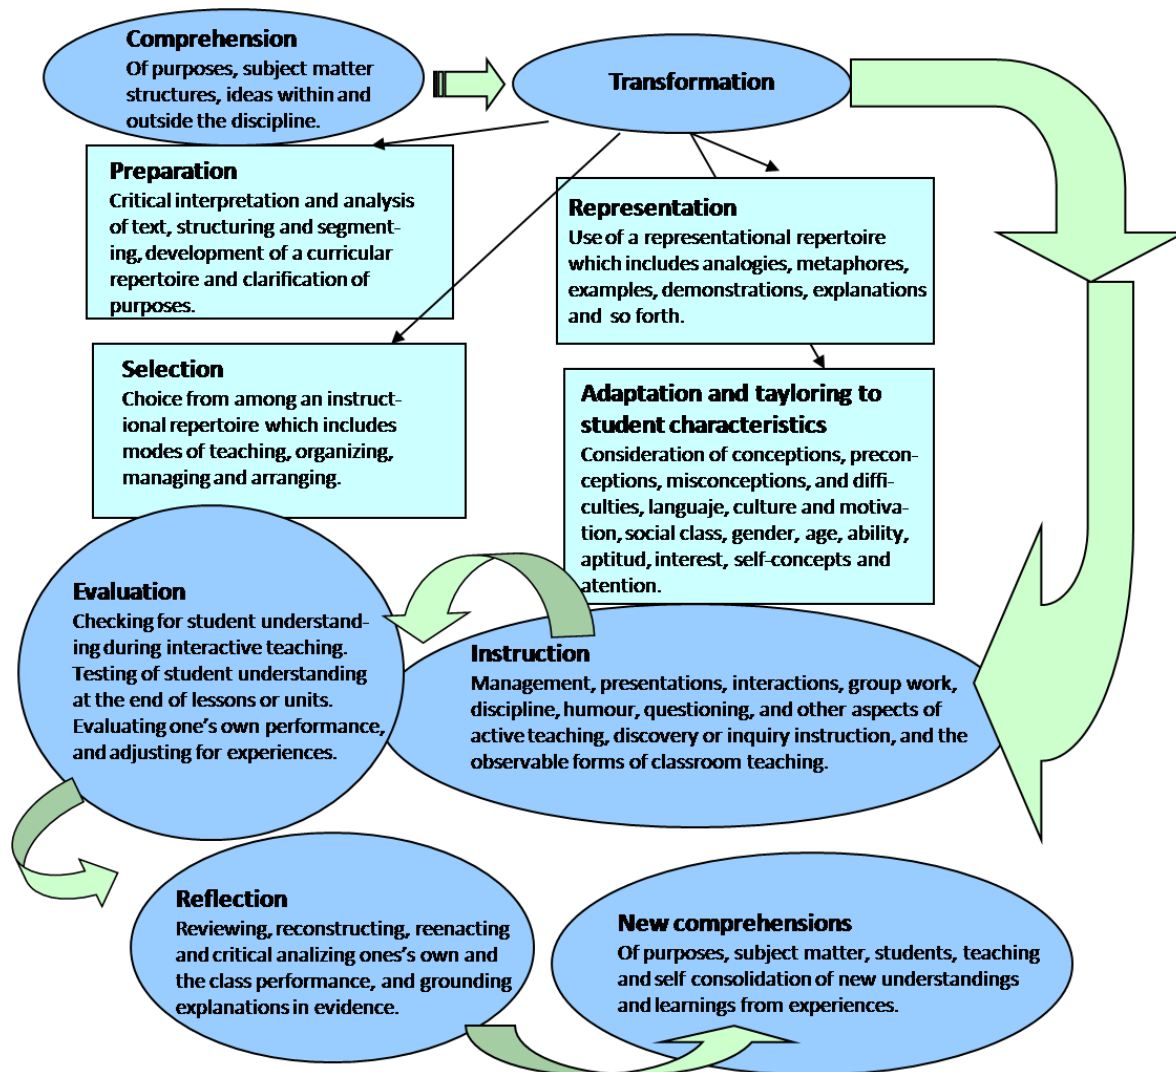 Comprehension
Of purposes, subject matter
structures, ideas within and
outside the discipline.
Transformation
Preparation
Critical interpretation and analysis
of text, structuring and segment-
ing, development of a curricular
repertoire and clarification of
purposes.
Representation
Use of a representational repertoire
which includes analogies, metaphores,
examples, demonstrations, explanations
and so forth.
Selection
Choice from among an instruct-
ional repertoire which includes
modes of teaching, organizing,
managing and arranging.
Adaptation and tayloring to
student characteristics
Consideration of conceptions, precon-
ceptions, misconceptions, and diffi-
culties, languaje, culture and motiva-
tion, social class, gender, age, ability,
aptitud, interest, self-concepts and
atention.
Instruction
Management, presentations, interactions, group work,
discipline, humour, questioning, and other aspects of
active teaching, discovery or inquiry instruction, and the
observable forms of classroom teaching.
Evaluation
Checking for student understand-
ing during interactive teaching.
Testing of student understanding
at the end of lessons or units.
Evaluating one's own performance,
and adjusting for experiences.
Reflection
Reviewing, reconstructing, reenacting
and critical analizing ones's own and
the class performance, and grounding
explanations in evidence.
New comprehensions
Of purposes, subject matter, students, teaching
and self consolidation of new understandings
and learnings from experiences.